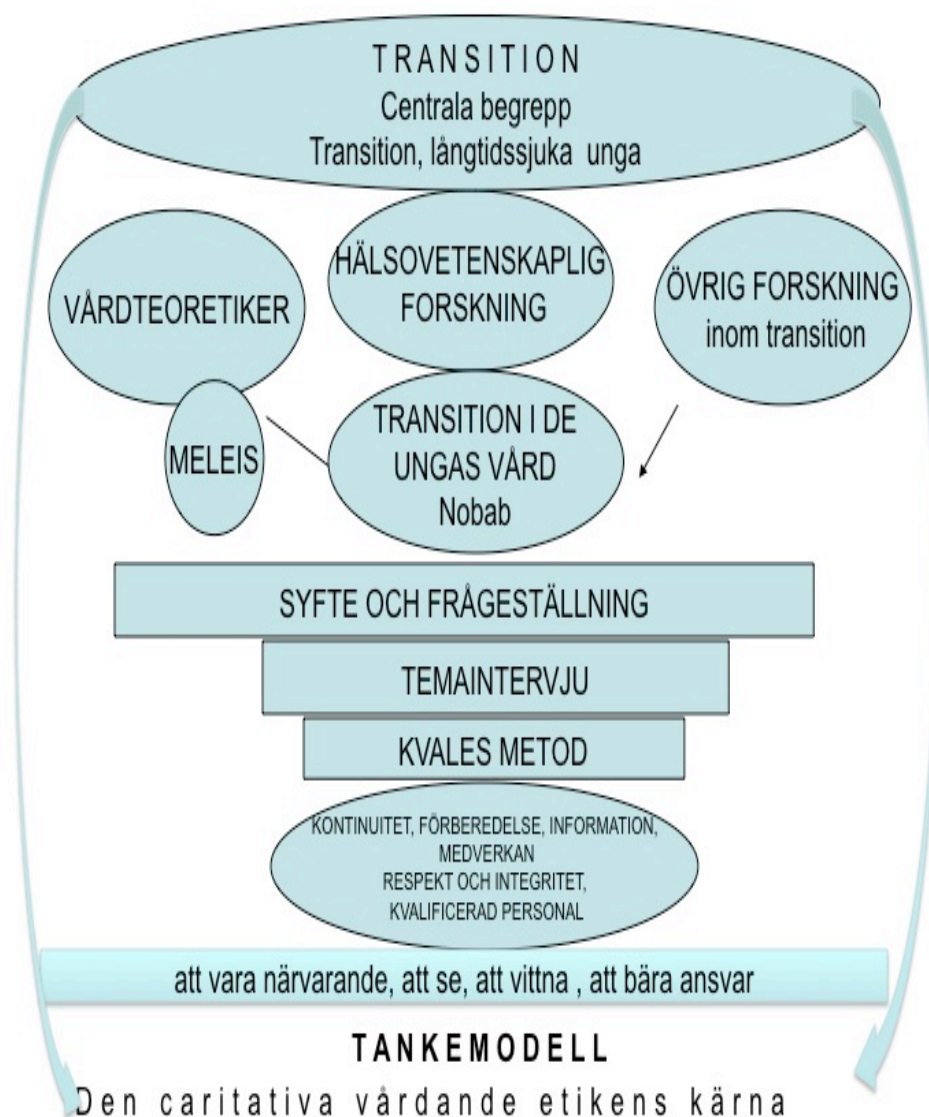 TRANSITION
Centrala begrepp
Transition, långtidssjuka unga
VÅRDTEORETIKER
HÄLSOVETENSKAPLIG
FORSKNING
ÖVRIG FORSKNING
inom transition
MELEIS
TRANSITION I DE
UNGAS VÅRD
Nobab
SYFTE OCH FRÅGESTÄLLNING
TEMAINTERVJU
KVALES METOD
KONTINUITET, FÖRBEREDELSE, INFORMATION,
MEDVERKAN
RESPEKT OCH INTEGRITET,
KVALIFICERAD PERSONAL
att vara närvarande, att se, att vittna , att bära ansvar
TANKEMODELL
Den caritativa vårdande etikens kärna